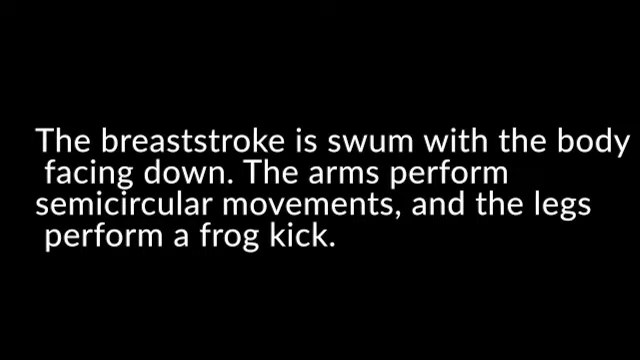 The breaststroke is swum with the body
facing down. The arms perform
semicircular movements, and the legs
perform a frog kick.